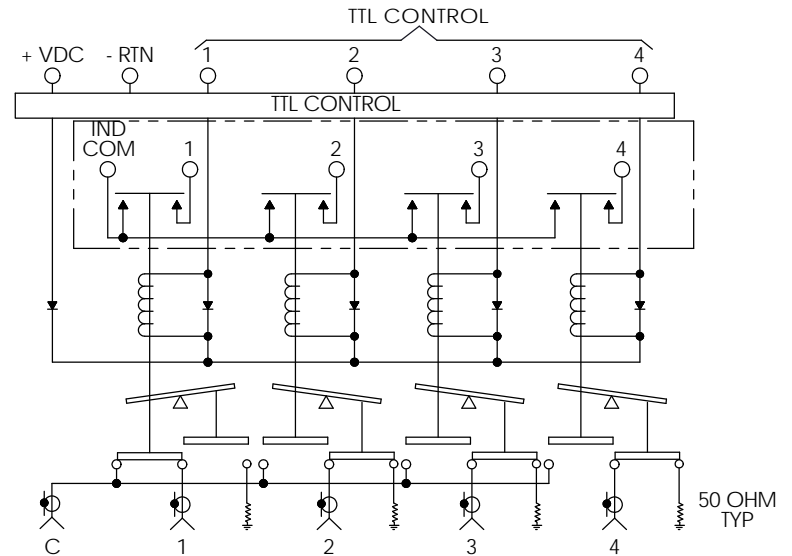 TTL CONTROL
+ VDC - RTN 1 2 3 4
TTL CONTROL
IND
COM 1 2 3 4
50 OHM
TYP
C 1 2 3 4